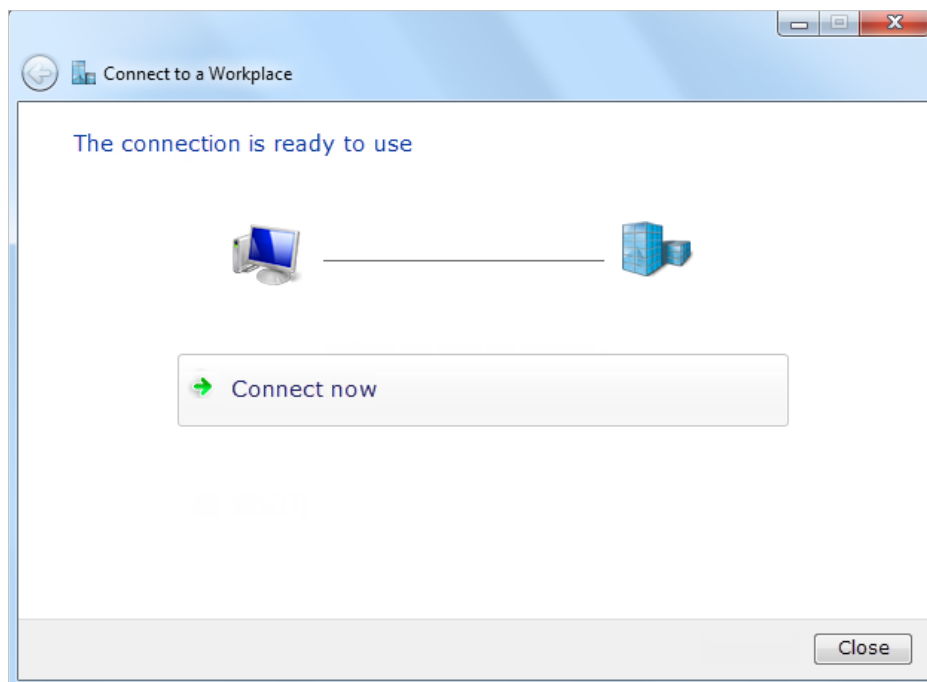 Connect to a Workplace
The connection is ready to use
Connect now
Close